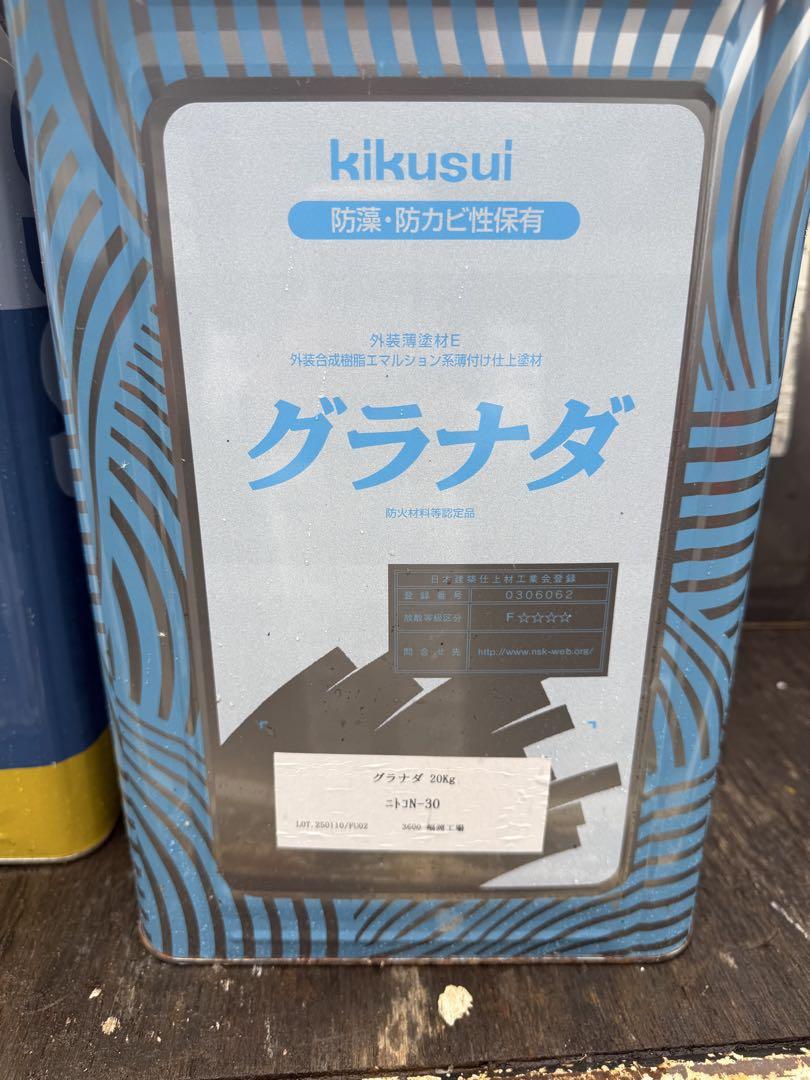 kikusui
防藻・防カビ性保有
外装薄塗材E
外装合成樹脂エマルション系薄付け仕上塗材
グラナダ
防火材料等認定品
日本建築仕上材工業会登録
登録番号 0306062
放散等級区分 F☆☆☆☆
問合せ先 http://www.nsk-web.org/
グラナダ 20Kg
ニトコN-30
LOT.250110/FU02 3600